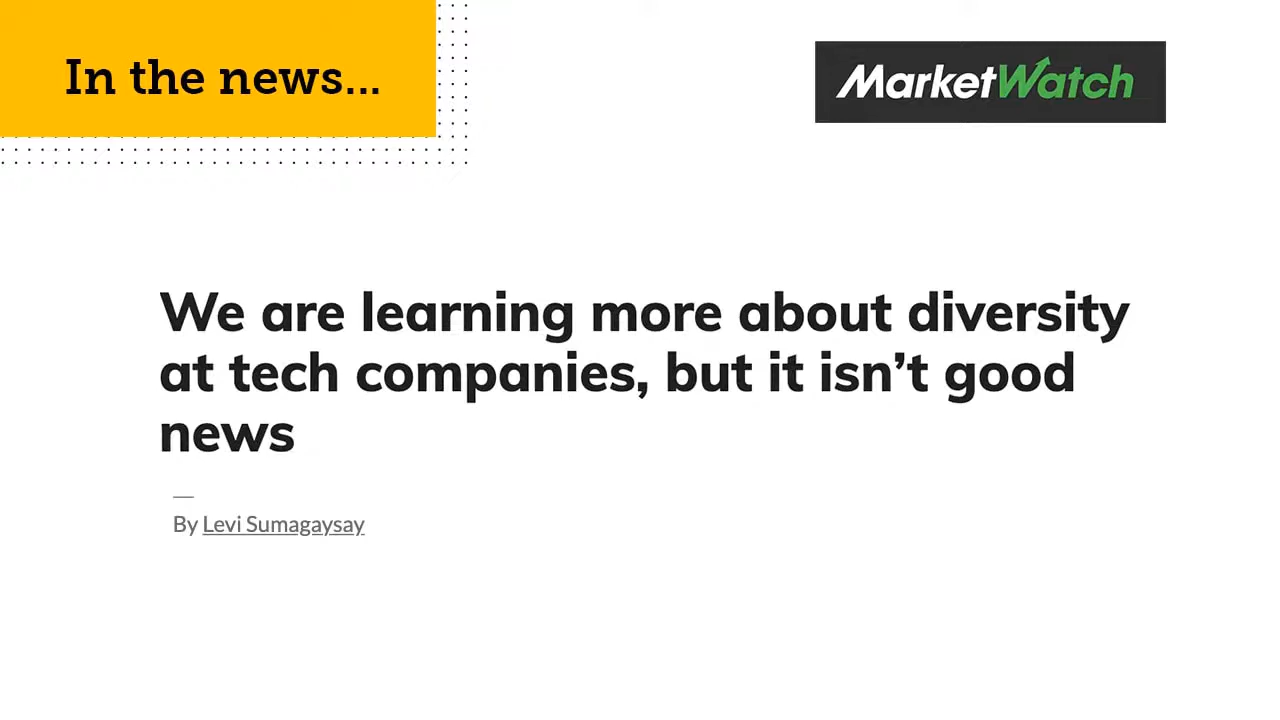 In the news...
MarketWatch
We are learning more about diversity
at tech companies, but it isn’t good
news
By Levi Sumagaysay